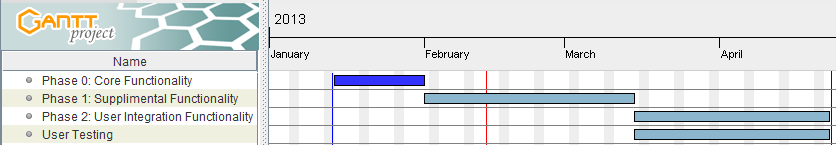 GANTT
project
2013
January February March April
Name
Phase 0: Core Functionality
Phase 1: Supplimental Functionality
Phase 2: User Integration Functionality
User Testing